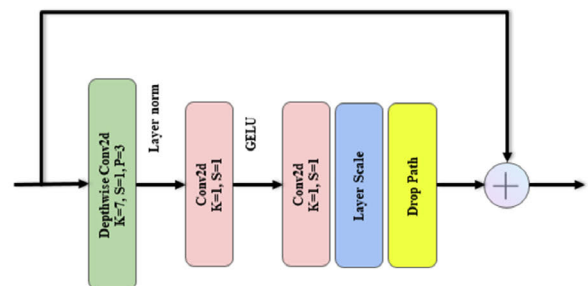 Depthwise Conv2d
K=7, S=1, P=3
Layer norm
Conv2d
K=1, S=1
GELU
Conv2d
K=1, S=1
Layer Scale
Drop Path